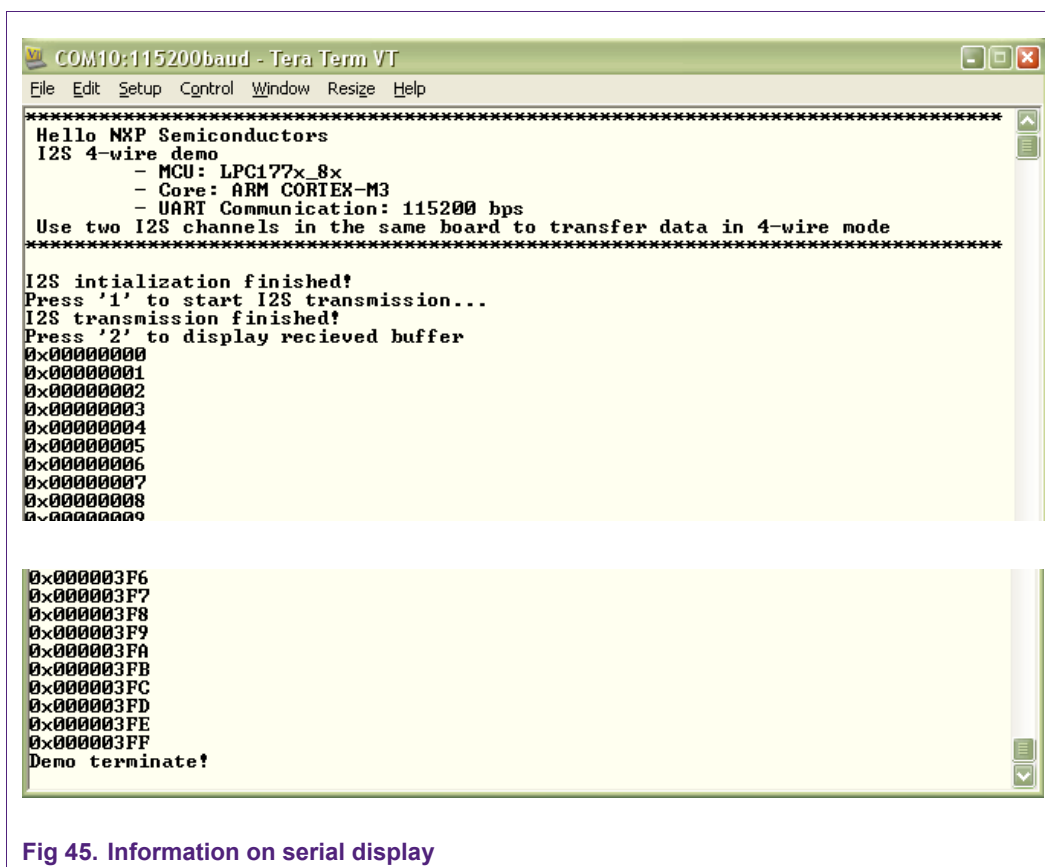 COM10:115200baud - Tera Term VT
File Edit Setup Control Window Resize Help
********************************************************************************
Hello NXP Semiconductors
I2S 4-wire demo
- MCU: LPC177x_8x
- Core: ARM CORTEX-M3
- UART Communication: 115200 bps
Use two I2S channels in the same board to transfer data in 4-wire mode
********************************************************************************
I2S intialization finished!
Press '1' to start I2S transmission...
I2S transmission finished!
Press '2' to display recieved buffer
0x00000000
0x00000001
0x00000002
0x00000003
0x00000004
0x00000005
0x00000006
0x00000007
0x00000008
0x00000009
0x000003F6
0x000003F7
0x000003F8
0x000003F9
0x000003FA
0x000003FB
0x000003FC
0x000003FD
0x000003FE
0x000003FF
Demo terminate!
Fig 45. Information on serial display